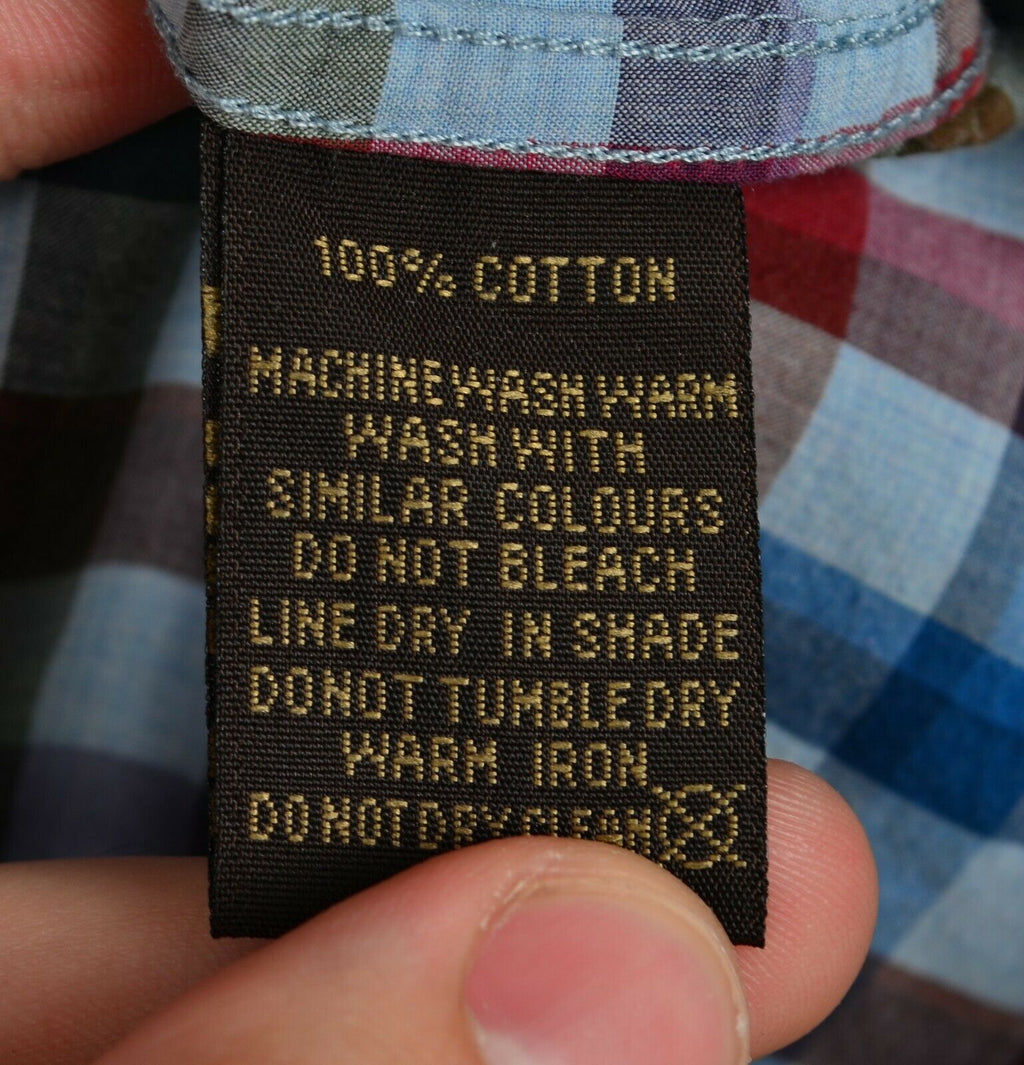 100% COTTON
MACHINE WASH WARM
WASH WITH
SIMILAR COLOURS
DO NOT BLEACH
LINE DRY IN SHADE
DO NOT TUMBLE DRY
WARM IRON
DO NOT DRY CLEAN